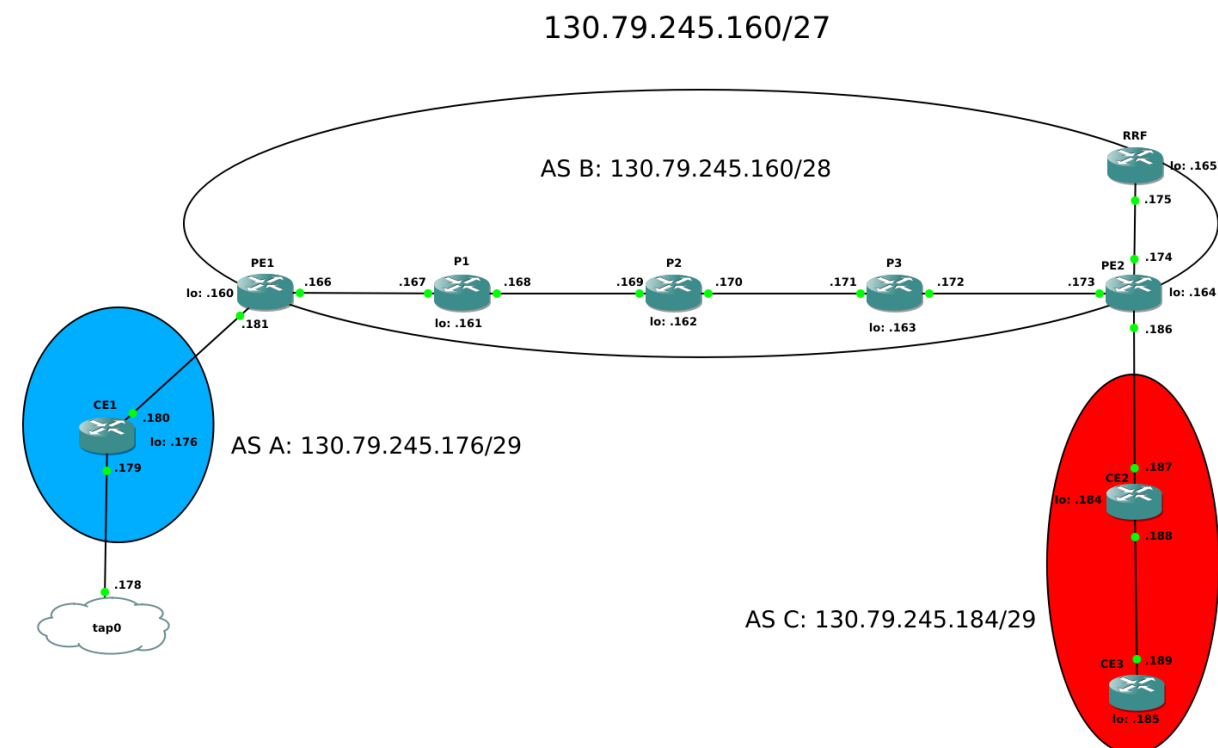 130.79.245.160/27
RRF
AS B: 130.79.245.160/28
lo: .165
.175
.174
PE1
P1
P2
P3
PE2
.166
.167
.168
.169
.170
.171
.172
.173
lo: .160
lo: .164
lo: .161
lo: .162
lo: .163
.181
.186
CE1
.180
lo: .176
AS A: 130.79.245.176/29
.179
.187
CE2
lo: .184
.188
.178
tap0
AS C: 130.79.245.184/29
.189
CE3
lo: .185